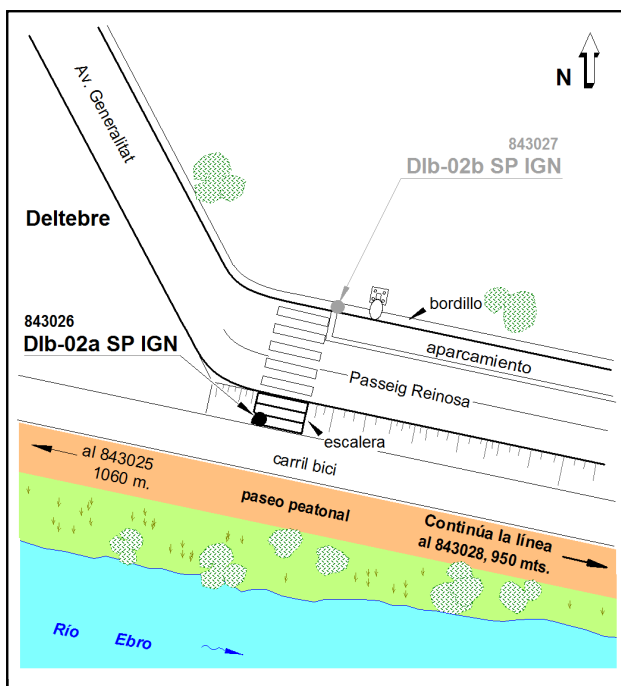 N
Av. Generalitat
843027
Dlb-02b SP IGN
Deltebre
bordillo
843026
Dlb-02a SP IGN
aparcamiento
Passeig Reinosa
escalera
carril bici
al 843025
1060 m.
paseo peatonal
Continúa la línea
al 843028, 950 mts.
Río Ebro